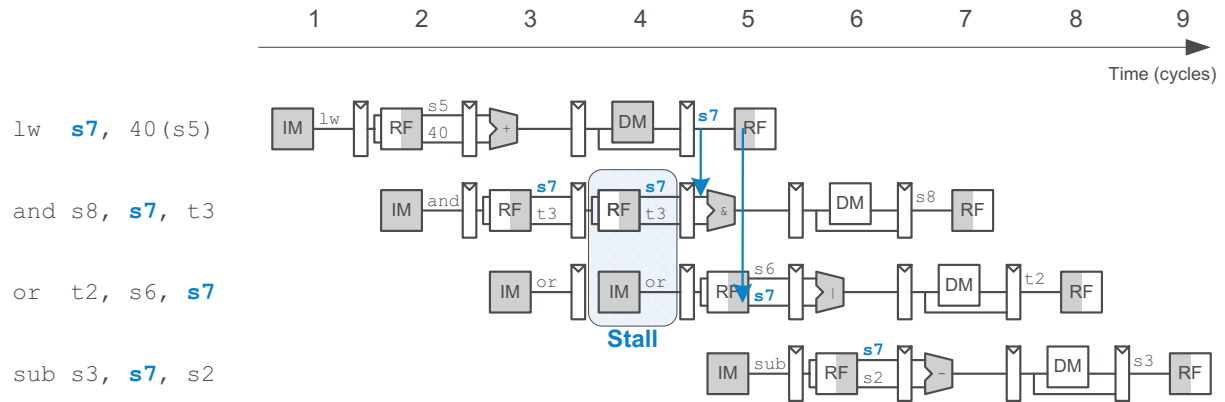 1 2 3 4 5 6 7 8 9
Time (cycles)
lw s7, 40(s5)
IM lw RF s5 40 + DM s7 RF
and s8, s7, t3
IM and RF s7 t3 RF s7 t3 & DM s8 RF
or t2, s6, s7
IM or IM or RF s6 s7 | DM t2 RF
Stall
sub s3, s7, s2
IM sub RF s7 s2 - DM s3 RF